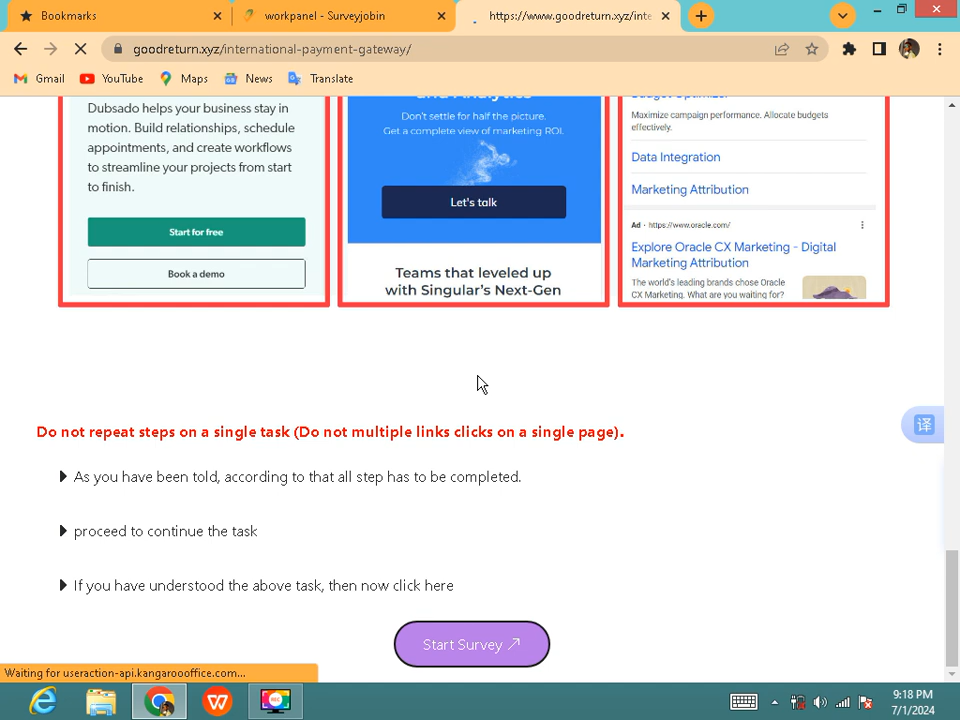 Bookmarks
workpanel - Surveyjobin
https://www.goodreturn.xyz/inte
goodreturn.xyz/international-payment-gateway/
Gmail
YouTube
Maps
News
Translate
Dubsado helps your business stay in
motion. Build relationships, schedule
appointments, and create workflows
to streamline your projects from start
to finish.
Start for free
Book a demo
End Analytics
Don't settle for half the picture.
Get a complete view of marketing ROI.
Let's talk
Teams that leveled up
with Singular's Next-Gen
Budget Optimizer
Maximize campaign performance. Allocate budgets
effectively.
Data Integration
Marketing Attribution
Ad · https://www.oracle.com/
Explore Oracle CX Marketing - Digital
Marketing Attribution
The world's leading brands chose Oracle
CX Marketing. What are you waiting for?
译
Do not repeat steps on a single task (Do not multiple links clicks on a single page).
As you have been told, according to that all step has to be completed.
proceed to continue the task
If you have understood the above task, then now click here
Start Survey
Waiting for useraction-api.kangaroooffice.com...
REC
9:18 PM
7/1/2024